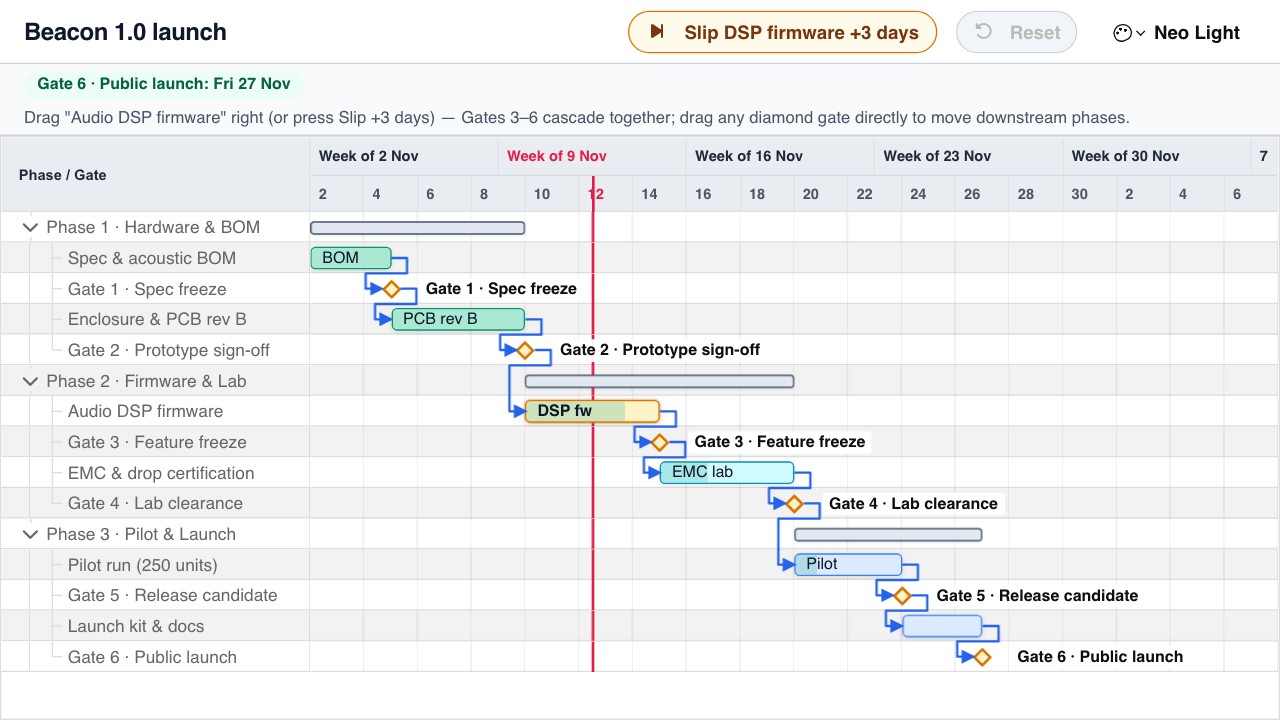 Beacon 1.0 launch
Slip DSP firmware +3 days
Reset
Neo Light
Gate 6 · Public launch: Fri 27 Nov
Drag "Audio DSP firmware" right (or press Slip +3 days) — Gates 3–6 cascade together; drag any diamond gate directly to move downstream phases.
Phase / Gate
Week of 2 Nov Week of 9 Nov Week of 16 Nov Week of 23 Nov Week of 30 Nov 7
2 4 6 8 10 12 14 16 18 20 22 24 26 28 30 2 4 6
Phase 1 · Hardware & BOM
Spec & acoustic BOM BOM
Gate 1 · Spec freeze Gate 1 · Spec freeze
Enclosure & PCB rev B PCB rev B
Gate 2 · Prototype sign-off Gate 2 · Prototype sign-off
Phase 2 · Firmware & Lab
Audio DSP firmware DSP fw
Gate 3 · Feature freeze Gate 3 · Feature freeze
EMC & drop certification EMC lab
Gate 4 · Lab clearance Gate 4 · Lab clearance
Phase 3 · Pilot & Launch
Pilot run (250 units) Pilot
Gate 5 · Release candidate Gate 5 · Release candidate
Launch kit & docs
Gate 6 · Public launch Gate 6 · Public launch